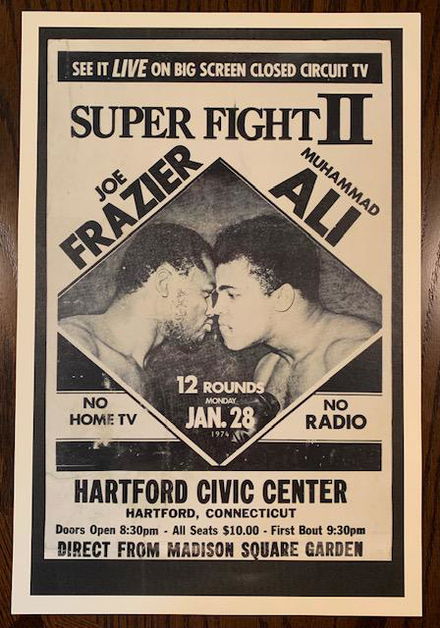 SEE IT LIVE ON BIG SCREEN CLOSED CIRCUIT TV
SUPER FIGHT II
JOE
FRAZIER
MUHAMMAD
ALI
12 ROUNDS
MONDAY
JAN. 28
1974
NO
HOME TV
NO
RADIO
HARTFORD CIVIC CENTER
HARTFORD, CONNECTICUT
Doors Open 8:30pm - All Seats $10.00 - First Bout 9:30pm
DIRECT FROM MADISON SQUARE GARDEN